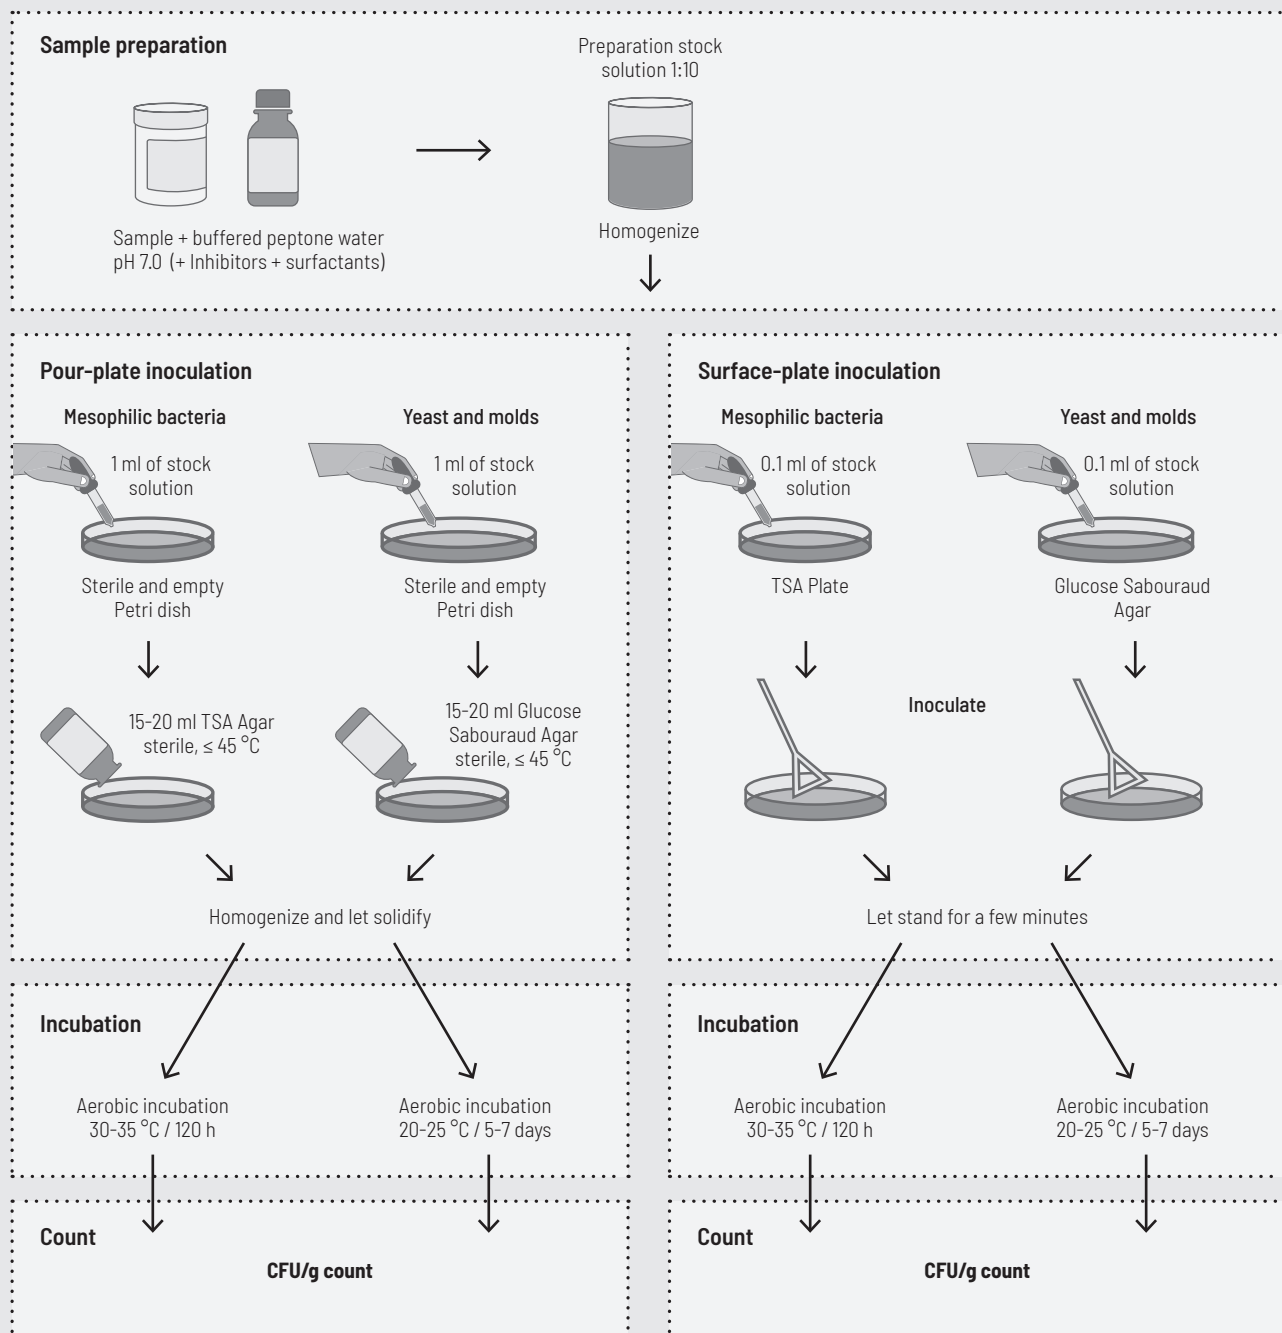 Sample preparation
Preparation stock
solution 1:10
Sample + buffered peptone water
pH 7.0 (+ Inhibitors + surfactants)
Homogenize
Pour-plate inoculation
Mesophilic bacteria
Yeast and molds
1 ml of stock
solution
1 ml of stock
solution
Sterile and empty
Petri dish
Sterile and empty
Petri dish
15-20 ml TSA Agar
sterile, ≤ 45 °C
15-20 ml Glucose
Sabouraud Agar
sterile, ≤ 45 °C
Homogenize and let solidify
Incubation
Aerobic incubation
30-35 °C / 120 h
Aerobic incubation
20-25 °C / 5-7 days
Count
CFU/g count
Surface-plate inoculation
Mesophilic bacteria
Yeast and molds
0.1 ml of stock
solution
0.1 ml of stock
solution
TSA Plate
Glucose Sabouraud
Agar
Inoculate
Let stand for a few minutes
Incubation
Aerobic incubation
30-35 °C / 120 h
Aerobic incubation
20-25 °C / 5-7 days
Count
CFU/g count